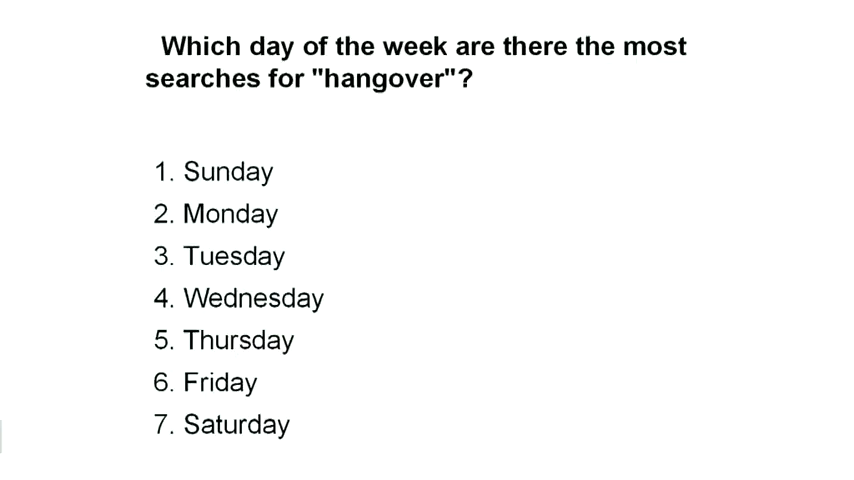 Which day of the week are there the most
searches for "hangover"?
1. Sunday
2. Monday
3. Tuesday
4. Wednesday
5. Thursday
6. Friday
7. Saturday